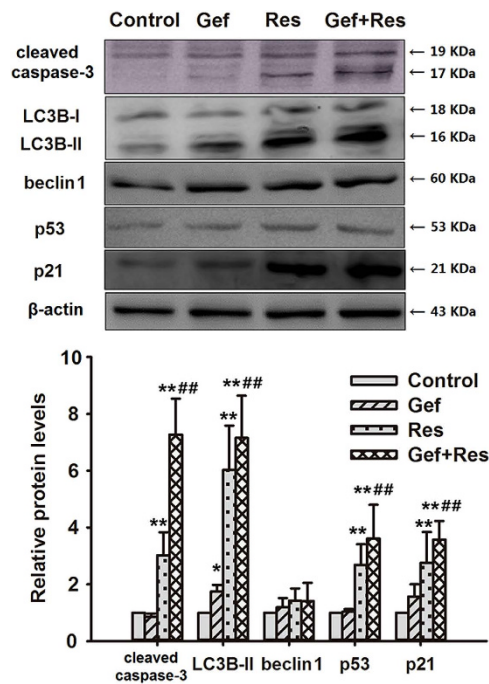 Control Gef Res Gef+Res
cleaved
caspase-3
← 19 KDa
← 17 KDa
LC3B-I
← 18 KDa
LC3B-II
← 16 KDa
beclin1
← 60 KDa
p53
← 53 KDa
p21
← 21 KDa
β-actin
← 43 KDa
Relative protein levels
10
8
6
4
2
0
**
**##
*
**
**##
**
**##
**
**##
Control
Gef
Res
Gef+Res
cleaved
caspase-3
LC3B-II
beclin1
p53
p21